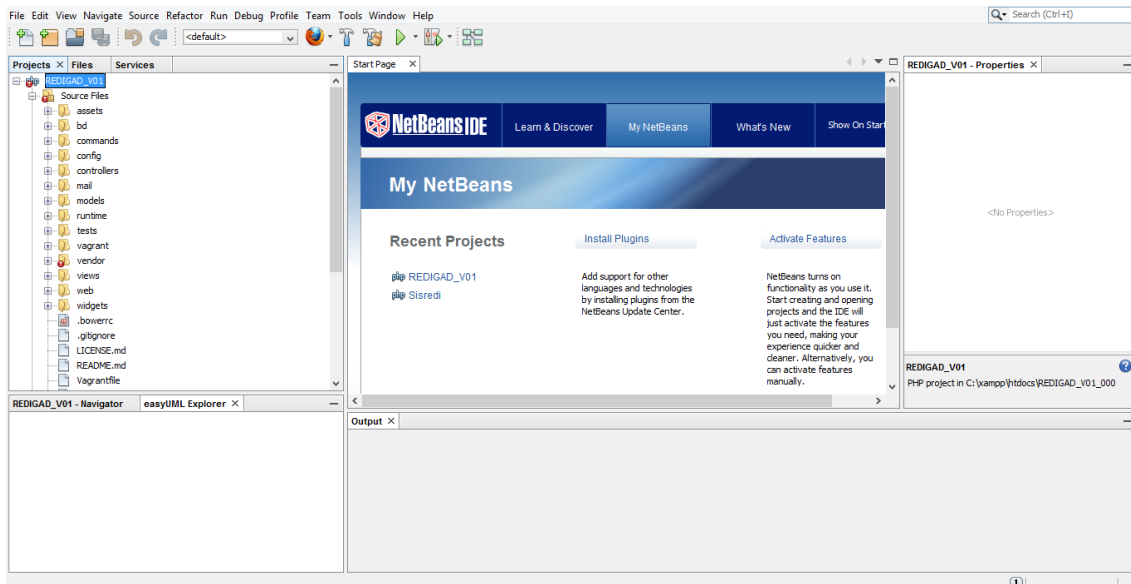 File Edit View Navigate Source Refactor Run Debug Profile Team Tools Window Help
Search (Ctrl+I)
<default>
Projects Files Services
REDIGAD_V01
Source Files
assets
bd
commands
config
controllers
mail
models
runtime
tests
vagrant
vendor
views
web
widgets
.bowerrc
.gitignore
LICENSE.md
README.md
Vagrantfile
REDIGAD_V01 - Navigator easyUML Explorer
Start Page
NetBeans IDE
Learn & Discover
My NetBeans
What's New
Show On Start
My NetBeans
Recent Projects
php REDIGAD_V01
php Sisredi
Install Plugins
Add support for other
languages and technologies
by installing plugins from the
NetBeans Update Center.
Activate Features
NetBeans turns on
functionality as you use it.
Start creating and opening
projects and the IDE will
just activate the features
you need, making your
experience quicker and
cleaner. Alternatively, you
can activate features
manually.
Output
REDIGAD_V01 - Properties
<No Properties>
REDIGAD_V01
PHP project in C:\xampp\htdocs\REDIGAD_V01_000
1